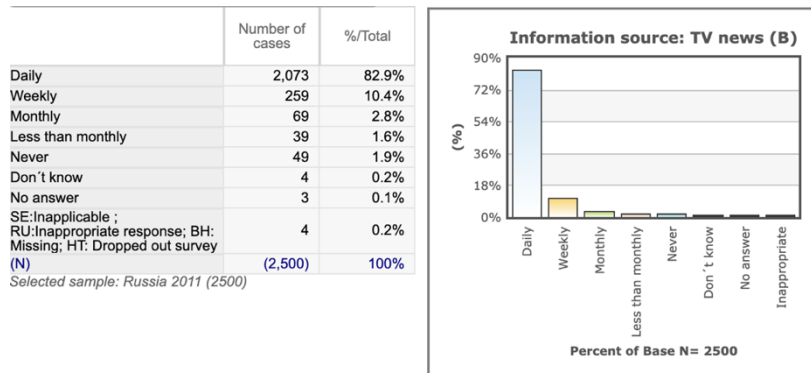 Number of cases %/Total
Daily 2,073 82.9%
Weekly 259 10.4%
Monthly 69 2.8%
Less than monthly 39 1.6%
Never 49 1.9%
Don´t know 4 0.2%
No answer 3 0.1%
SE:Inapplicable ;
RU:Inappropriate response; BH: 4 0.2%
Missing; HT: Dropped out survey
(N) (2,500) 100%
Selected sample: Russia 2011 (2500)
Information source: TV news (B)
90%
72%
54%
36%
18%
0%
(%)
Daily
Weekly
Monthly
Less than monthly
Never
Don´t know
No answer
Inappropriate
Percent of Base N= 2500